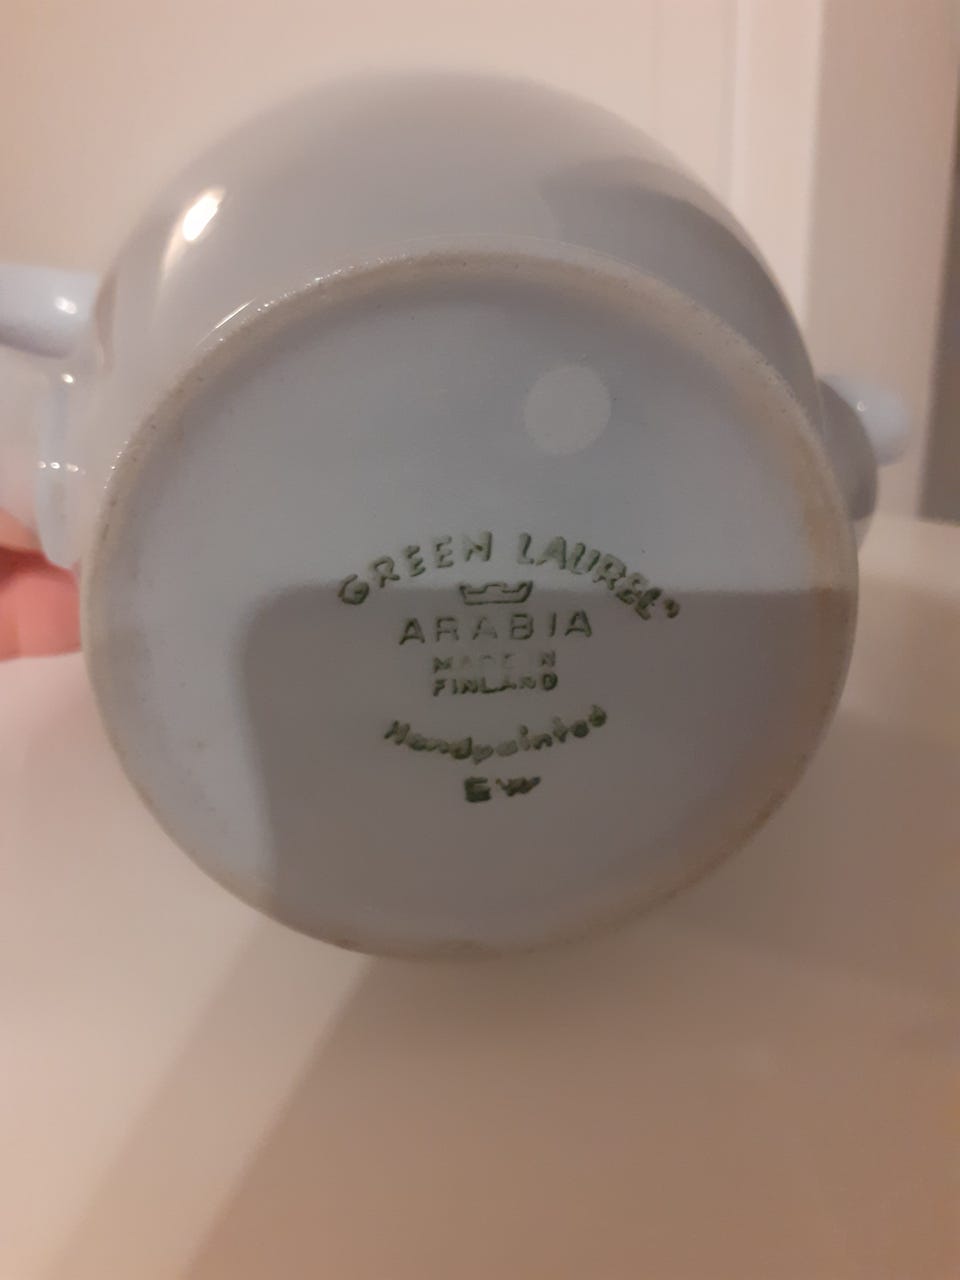 GREEN LAUREL"
ARABIA
MADE IN
FINLAND
Handpainted
EW